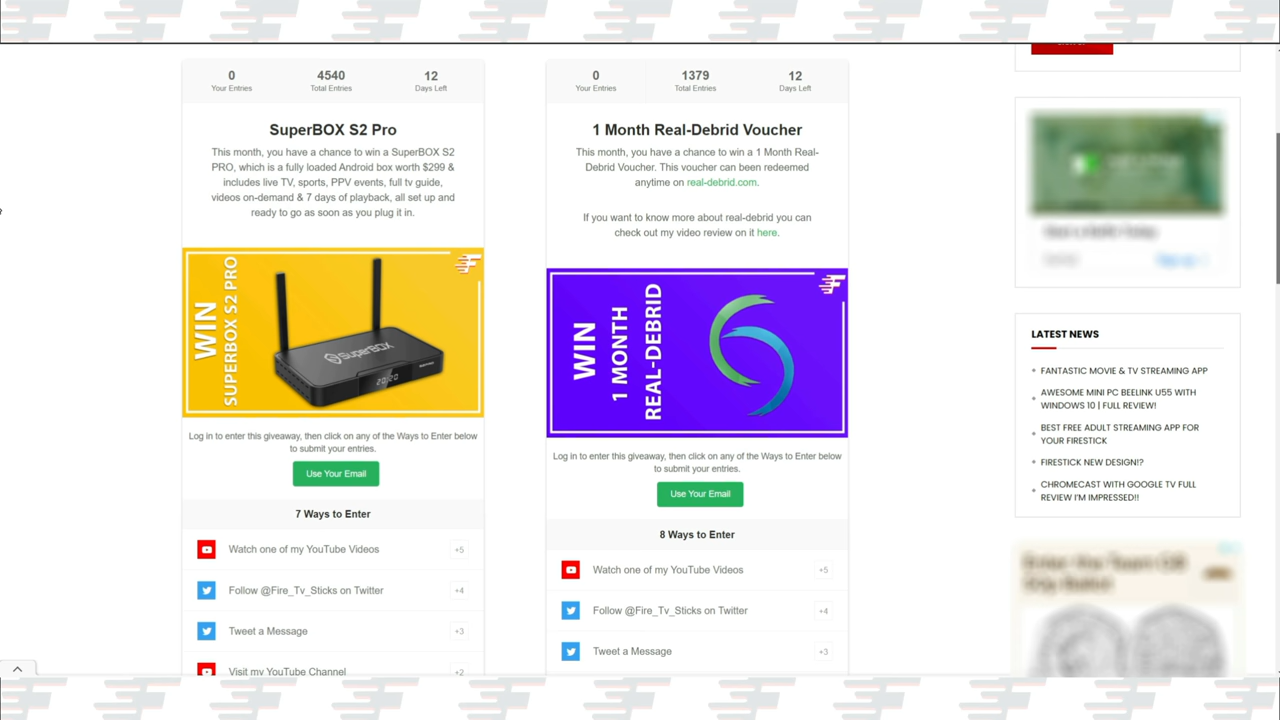 0
Your Entries
4540
Total Entries
12
Days Left
SuperBOX S2 Pro
This month, you have a chance to win a SuperBOX S2
PRO, which is a fully loaded Android box worth $299 &
includes live TV, sports, PPV events, full tv guide,
videos on-demand & 7 days of playback, all set up and
ready to go as soon as you plug it in.
WIN
SUPERBOX S2 PRO
SuperBOX
20:20
Log in to enter this giveaway, then click on any of the Ways to Enter below
to submit your entries.
Use Your Email
7 Ways to Enter
Watch one of my YouTube Videos
+5
Follow @Fire_Tv_Sticks on Twitter
+4
Tweet a Message
+3
Visit my YouTube Channel
+2
0
Your Entries
1379
Total Entries
12
Days Left
1 Month Real-Debrid Voucher
This month, you have a chance to win a 1 Month Real-
Debrid Voucher. This voucher can been redeemed
anytime on real-debrid.com.
If you want to know more about real-debrid you can
check out my video review on it here.
WIN
1 MONTH
REAL-DEBRID
Log in to enter this giveaway, then click on any of the Ways to Enter below
to submit your entries.
Use Your Email
8 Ways to Enter
Watch one of my YouTube Videos
+5
Follow @Fire_Tv_Sticks on Twitter
+4
Tweet a Message
+3
LATEST NEWS
FANTASTIC MOVIE & TV STREAMING APP
AWESOME MINI PC BEELINK U55 WITH
WINDOWS 10 | FULL REVIEW!
BEST FREE ADULT STREAMING APP FOR
YOUR FIRESTICK
FIRESTICK NEW DESIGN!?
CHROMECAST WITH GOOGLE TV FULL
REVIEW I'M IMPRESSED!!